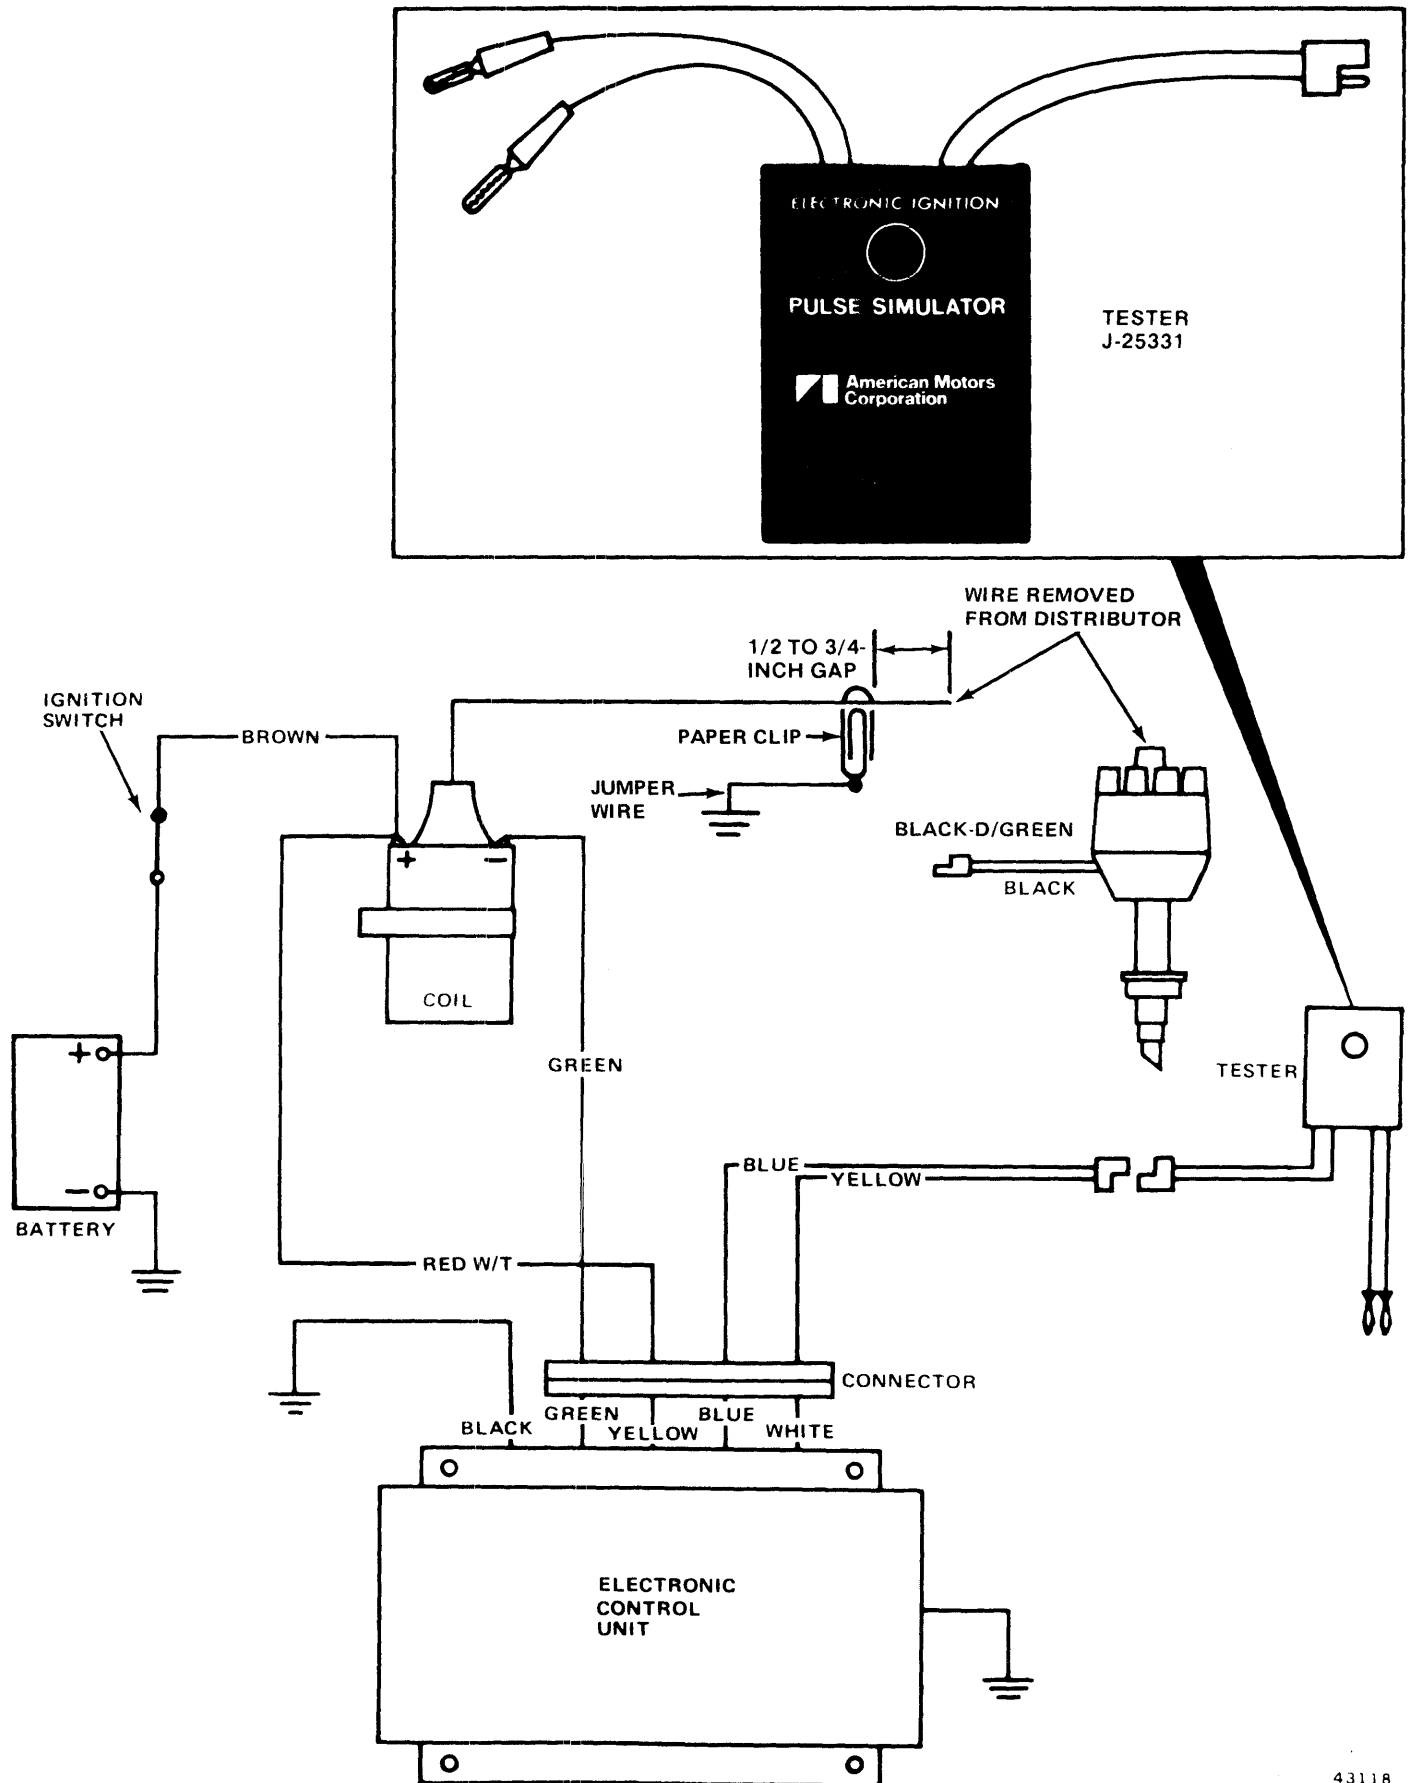 ELECTRONIC IGNITION
PULSE SIMULATOR
American Motors
Corporation
TESTER
J-25331
WIRE REMOVED
FROM DISTRIBUTOR
1/2 TO 3/4-
INCH GAP
IGNITION
SWITCH
BROWN
PAPER CLIP
JUMPER
WIRE
BLACK-D/GREEN
BLACK
+
−
COIL
GREEN
TESTER
+
−
BATTERY
BLUE
YELLOW
RED W/T
CONNECTOR
BLACK
GREEN
YELLOW
BLUE
WHITE
ELECTRONIC
CONTROL
UNIT
43118